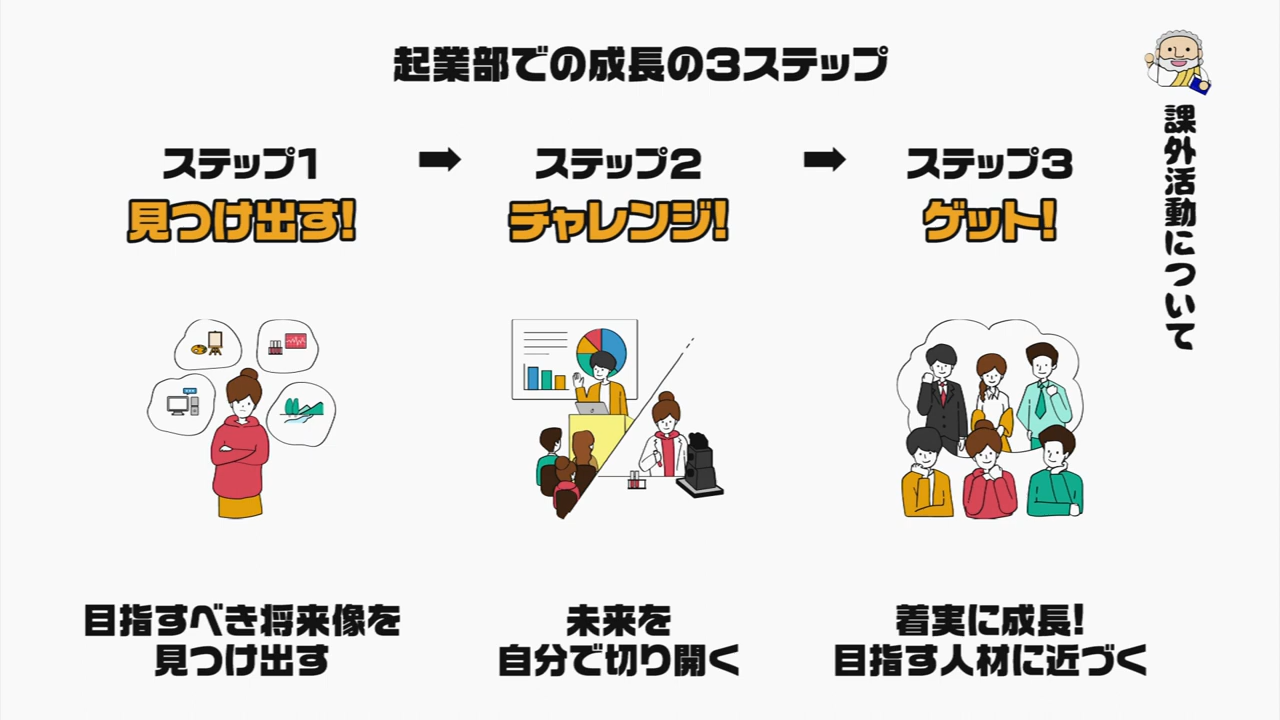 起業部での成長の3ステップ
課外活動について
ステップ1
➡
ステップ2
➡
ステップ3
見つけ出す!
チャレンジ!
ゲット!
目指すべき将来像を
見つけ出す
未来を
自分で切り開く
着実に成長!
目指す人材に近づく